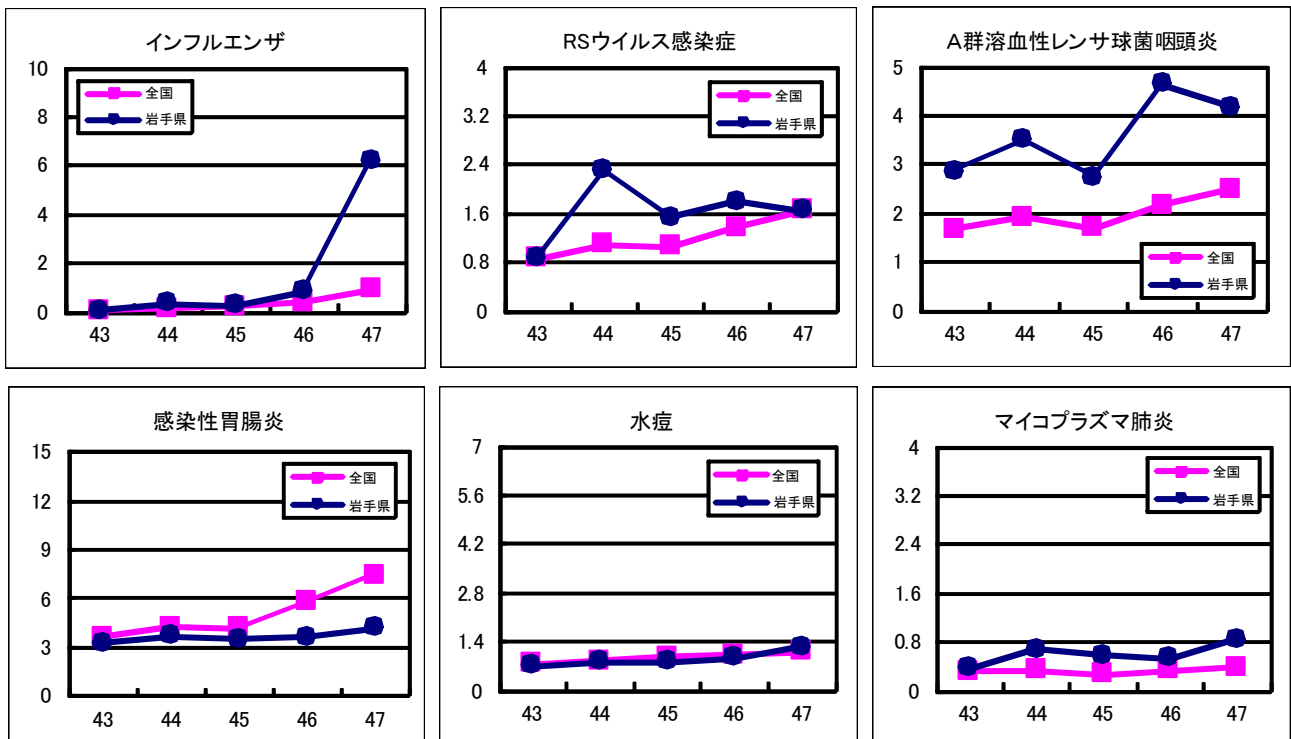 インフルエンザ
10
8
6
4
2
0
43 44 45 46 47
全国
岩手県
RSウイルス感染症
4
3.2
2.4
1.6
0.8
0
43 44 45 46 47
全国
岩手県
A群溶血性レンサ球菌咽頭炎
5
4
3
2
1
0
43 44 45 46 47
全国
岩手県
感染性胃腸炎
15
12
9
6
3
0
43 44 45 46 47
全国
岩手県
水痘
7
5.6
4.2
2.8
1.4
0
43 44 45 46 47
全国
岩手県
マイコプラズマ肺炎
4
3.2
2.4
1.6
0.8
0
43 44 45 46 47
全国
岩手県